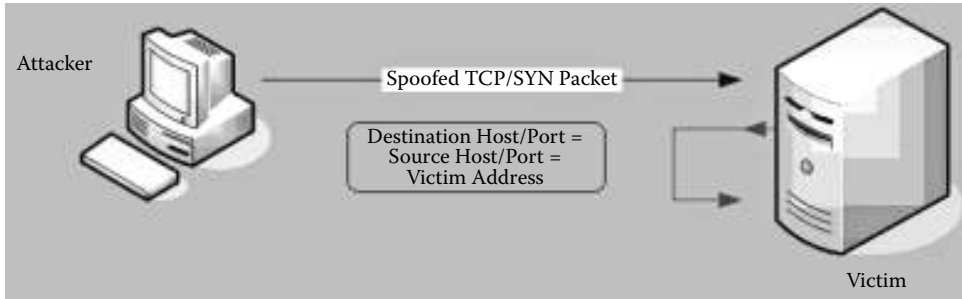 Attacker
Spoofed TCP/SYN Packet
Destination Host/Port =
Source Host/Port =
Victim Address
Victim